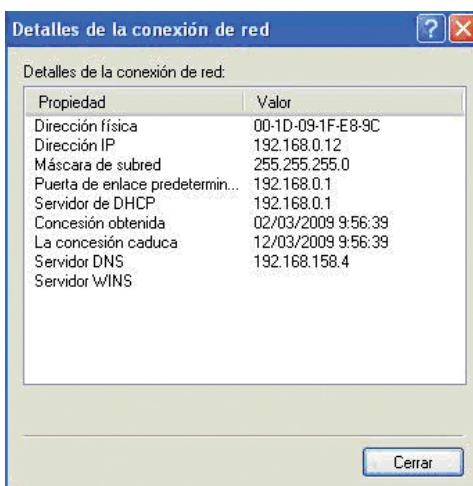 Detalles de la conexión de red
Detalles de la conexión de red:
Propiedad Valor
Dirección física 00-1D-09-1F-E8-9C
Dirección IP 192.168.0.12
Máscara de subred 255.255.255.0
Puerta de enlace predetermin... 192.168.0.1
Servidor de DHCP 192.168.0.1
Concesión obtenida 02/03/2009 9:56:39
La concesión caduca 12/03/2009 9:56:39
Servidor DNS 192.168.158.4
Servidor WINS
Cerrar